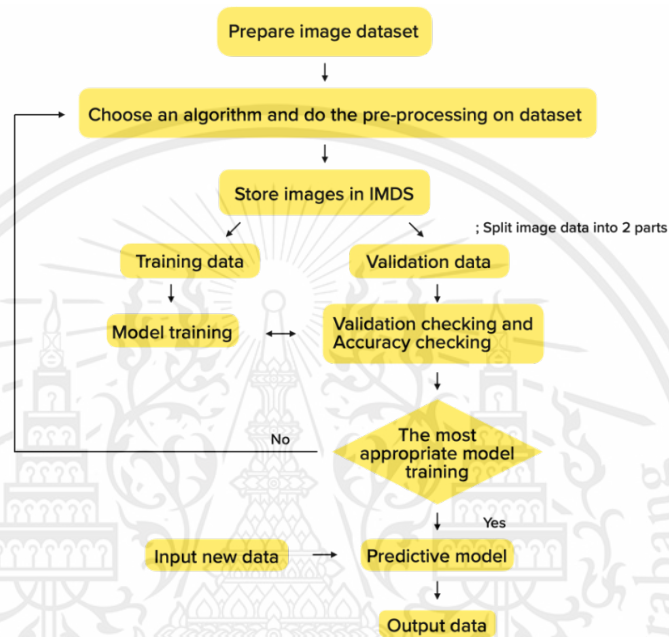 Prepare image dataset
Choose an algorithm and do the pre-processing on dataset
Store images in IMDS
; Split image data into 2 parts
Training data
Validation data
Model training
Validation checking and
Accuracy checking
No
The most
appropriate model
training
Yes
Input new data
Predictive model
Output data